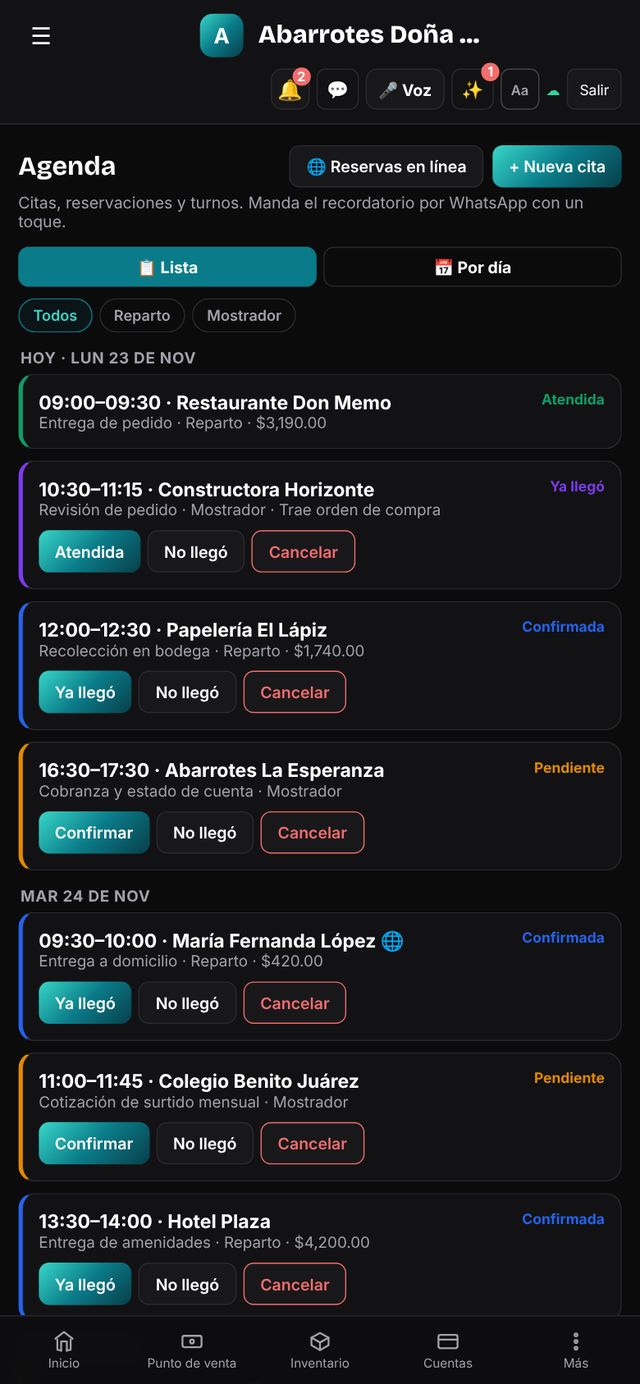 ☰ A Abarrotes Doña ...
🔔 2 💬 🎤 Voz ✨ 1 Aa ☁ Salir
Agenda 🌐 Reservas en línea + Nueva cita
Citas, reservaciones y turnos. Manda el recordatorio por WhatsApp con un
toque.
📋 Lista 📅 Por día
Todos Reparto Mostrador
HOY · LUN 23 DE NOV
09:00–09:30 · Restaurante Don Memo Atendida
Entrega de pedido · Reparto · $3,190.00
10:30–11:15 · Constructora Horizonte Ya llegó
Revisión de pedido · Mostrador · Trae orden de compra
Atendida No llegó Cancelar
12:00–12:30 · Papelería El Lápiz Confirmada
Recolección en bodega · Reparto · $1,740.00
Ya llegó No llegó Cancelar
16:30–17:30 · Abarrotes La Esperanza Pendiente
Cobranza y estado de cuenta · Mostrador
Confirmar No llegó Cancelar
MAR 24 DE NOV
09:30–10:00 · María Fernanda López 🌐 Confirmada
Entrega a domicilio · Reparto · $420.00
Ya llegó No llegó Cancelar
11:00–11:45 · Colegio Benito Juárez Pendiente
Cotización de surtido mensual · Mostrador
Confirmar No llegó Cancelar
13:30–14:00 · Hotel Plaza Confirmada
Entrega de amenidades · Reparto · $4,200.00
Ya llegó No llegó Cancelar
Inicio Punto de venta Inventario Cuentas Más